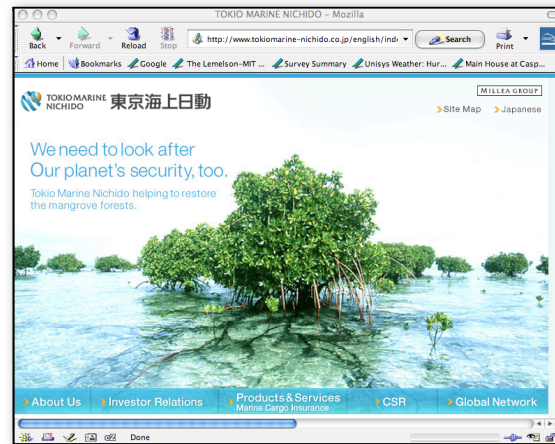 TOKIO MARINE NICHIDO - Mozilla
Back Forward Reload Stop http://www.tokiomarine-nichido.co.jp/english/ind Search Print
Home Bookmarks Google The Lemelson-MIT ... Survey Summary Unisys Weather: Hur... Main House at Casp...
TOKIO MARINE
NICHIDO 東京海上日動
MILLEA GROUP
Site Map Japanese
We need to look after
Our planet's security, too.
Tokio Marine Nichido helping to restore
the mangrove forests.
About Us Investor Relations Products & Services CSR Global Network
Marine Cargo Insurance
Done